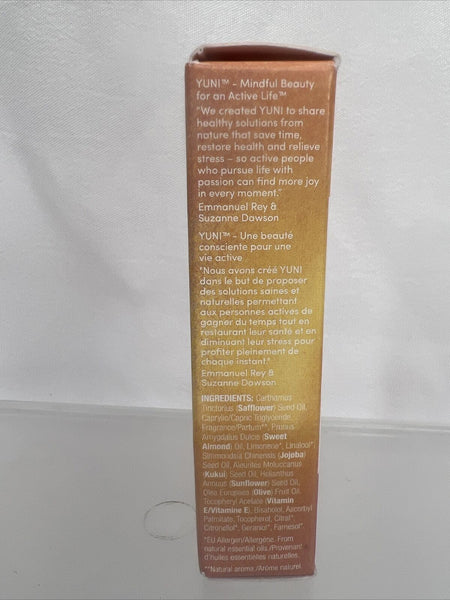 YUNI™ - Mindful Beauty
for an Active Life™
"We created YUNI to share
healthy solutions from
nature that save time,
restore health and relieve
stress – so active people
who pursue life with
passion can find more joy
in every moment."
Emmanuel Rey &
Suzanne Dawson
YUNI™ - Une beauté
consciente pour une
vie active
"Nous avons créé YUNI
dans le but de proposer
des solutions saines et
naturelles permettant
aux personnes actives de
gagner du temps tout en
restaurant leur santé et en
diminuant leur stress pour
profiter pleinement de
chaque instant."
Emmanuel Rey &
Suzanne Dawson
INGREDIENTS: Carthamus
Tinctorius (Safflower) Seed Oil,
Caprylic/Capric Triglyceride,
Fragrance/Parfum**, Prunus
Amygdalus Dulcis (Sweet
Almond) Oil, Limonene*, Linalool*,
Simmondsia Chinensis (Jojoba)
Seed Oil, Aleurites Moluccanus
(Kukui) Seed Oil, Helianthus
Annuus (Sunflower) Seed Oil,
Olea Europaea (Olive) Fruit Oil,
Tocopheryl Acetate (Vitamin
E/Vitamine E), Bisabolol, Ascorbyl
Palmitate, Tocopherol, Citral*,
Citronellol*, Geraniol*, Farnesol*.
*EU Allergen/Allergène. From
natural essential oils./Provenant
d'huiles essentielles naturelles.
**Natural aroma./Arôme naturel.